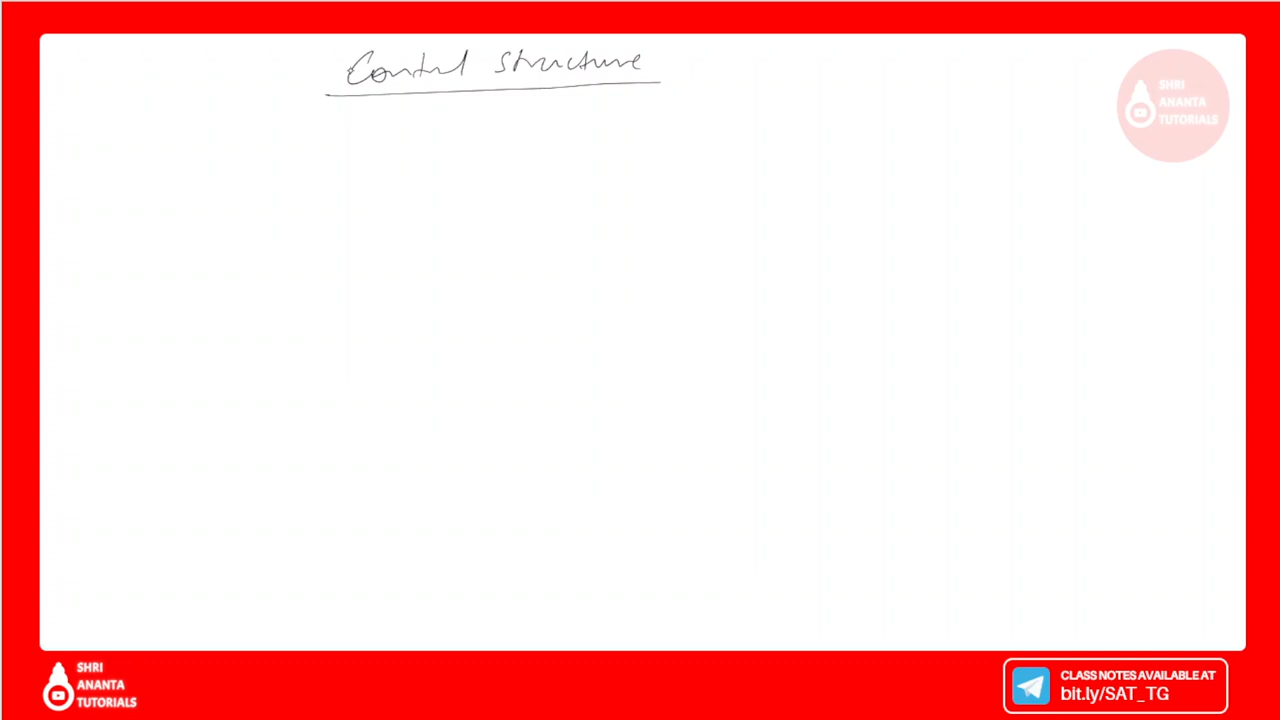 Control structure
SHRI
ANANTA
TUTORIALS
SHRI
ANANTA
TUTORIALS
CLASS NOTES AVAILABLE AT
bit.ly/SAT_TG